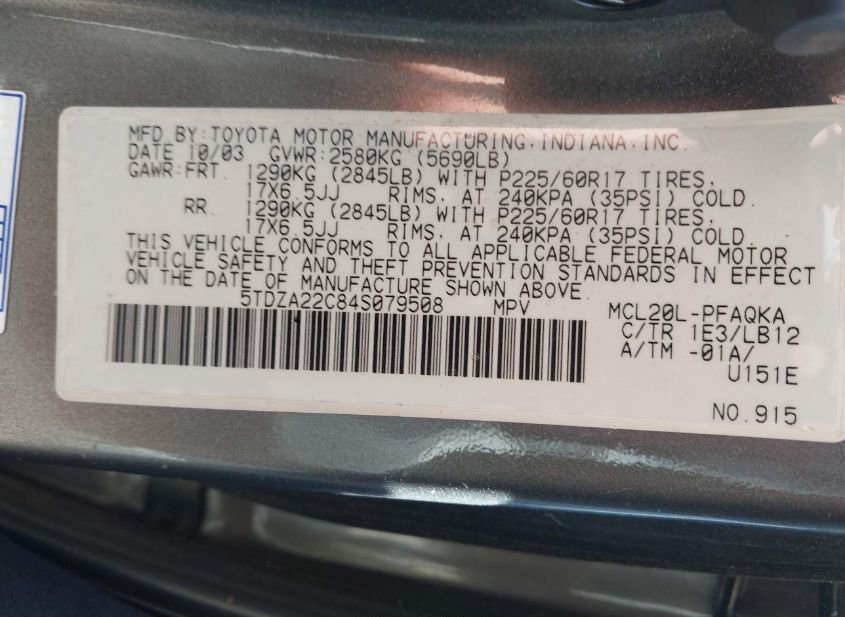 MFD.BY:TOYOTA MOTOR MANUFACTURING.INDIANA.INC.
DATE 10/03 GVWR:2580KG (5690LB)
GAWR:FRT. 1290KG (2845LB) WITH P225/60R17 TIRES.
17X6.5JJ RIMS. AT 240KPA (35PSI) COLD.
RR. 1290KG (2845LB) WITH P225/60R17 TIRES.
17X6.5JJ RIMS. AT 240KPA (35PSI) COLD.
THIS VEHICLE CONFORMS TO ALL APPLICABLE FEDERAL MOTOR
VEHICLE SAFETY AND THEFT PREVENTION STANDARDS IN EFFECT
ON THE DATE OF MANUFACTURE SHOWN ABOVE.
5TDZA22C84S079508 MPV MCL20L-PFAQKA
C/TR 1E3/LB12
A/TM -01A/
U151E
NO.915